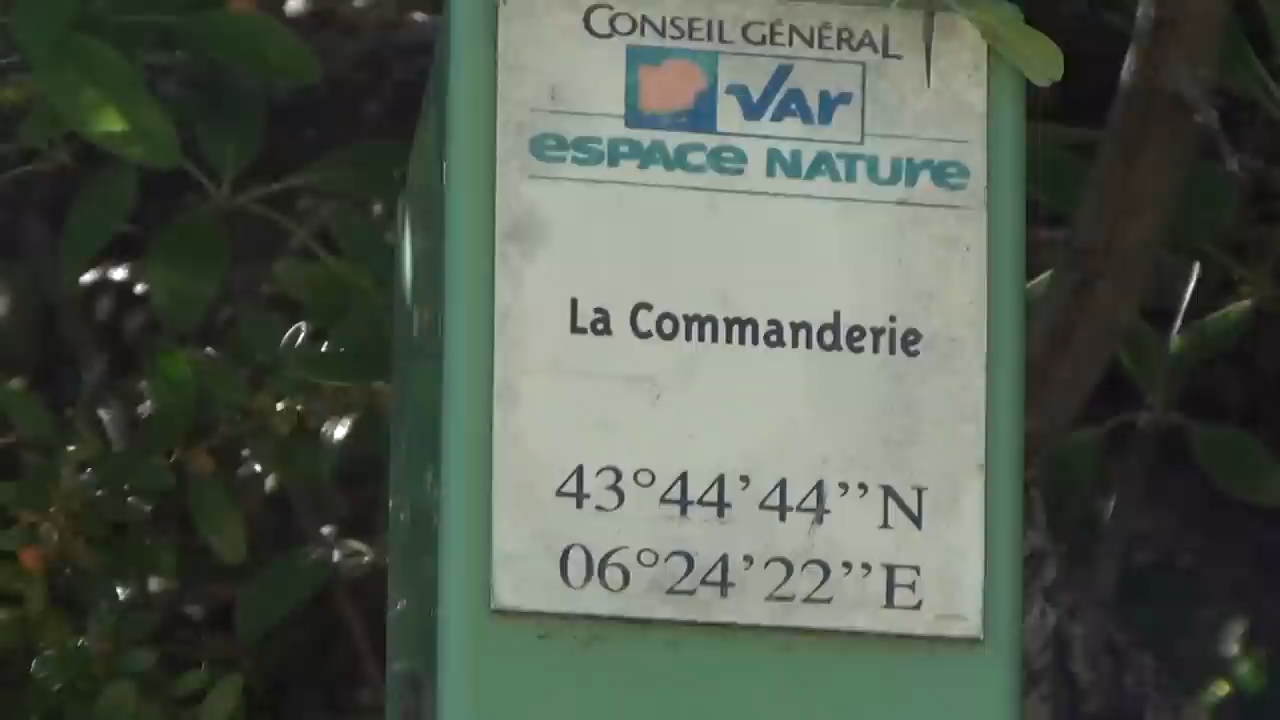 CONSEIL GÉNÉRAL
VAr
esPACe NATUre
La Commanderie
43°44’44’’N
06°24’22’’E